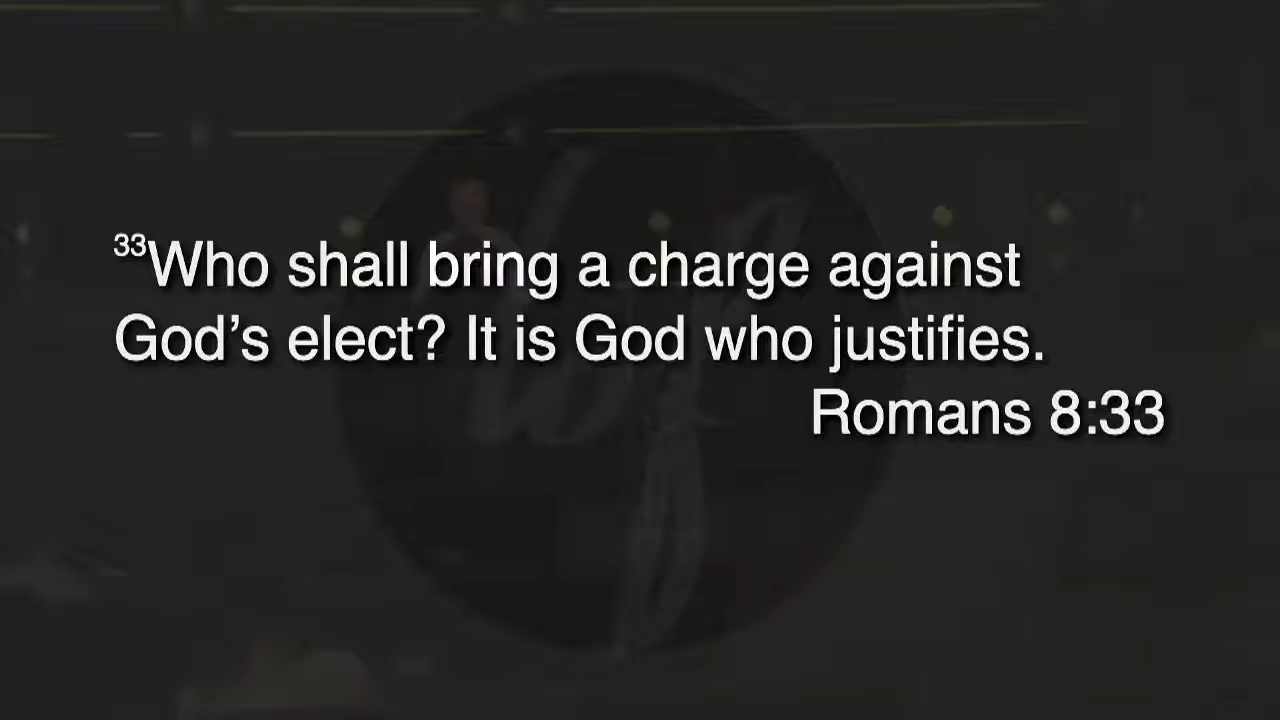 ³³Who shall bring a charge against
God’s elect? It is God who justifies.
Romans 8:33